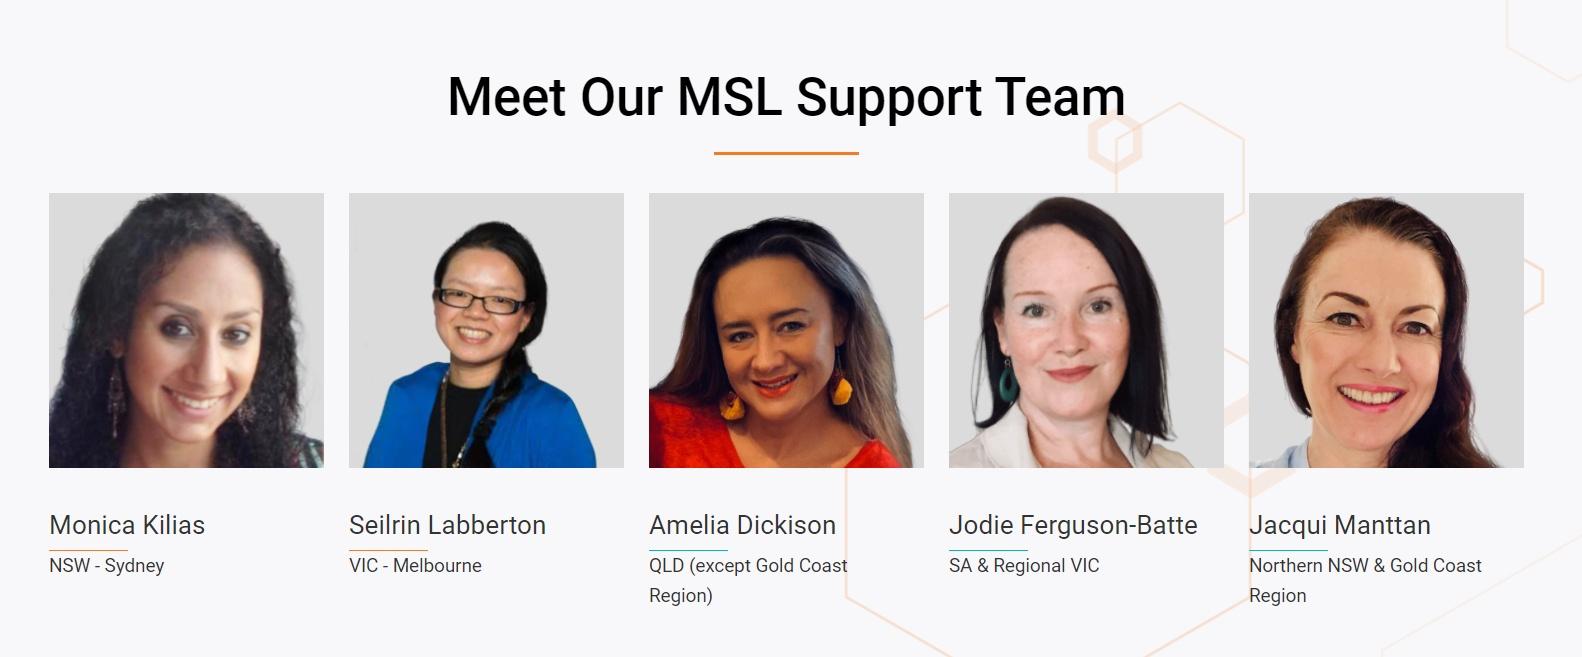 Meet Our MSL Support Team
Monica Kilias
NSW - Sydney
Seilrin Labberton
VIC - Melbourne
Amelia Dickison
QLD (except Gold Coast
Region)
Jodie Ferguson-Batte
SA & Regional VIC
Jacqui Manttan
Northern NSW & Gold Coast
Region